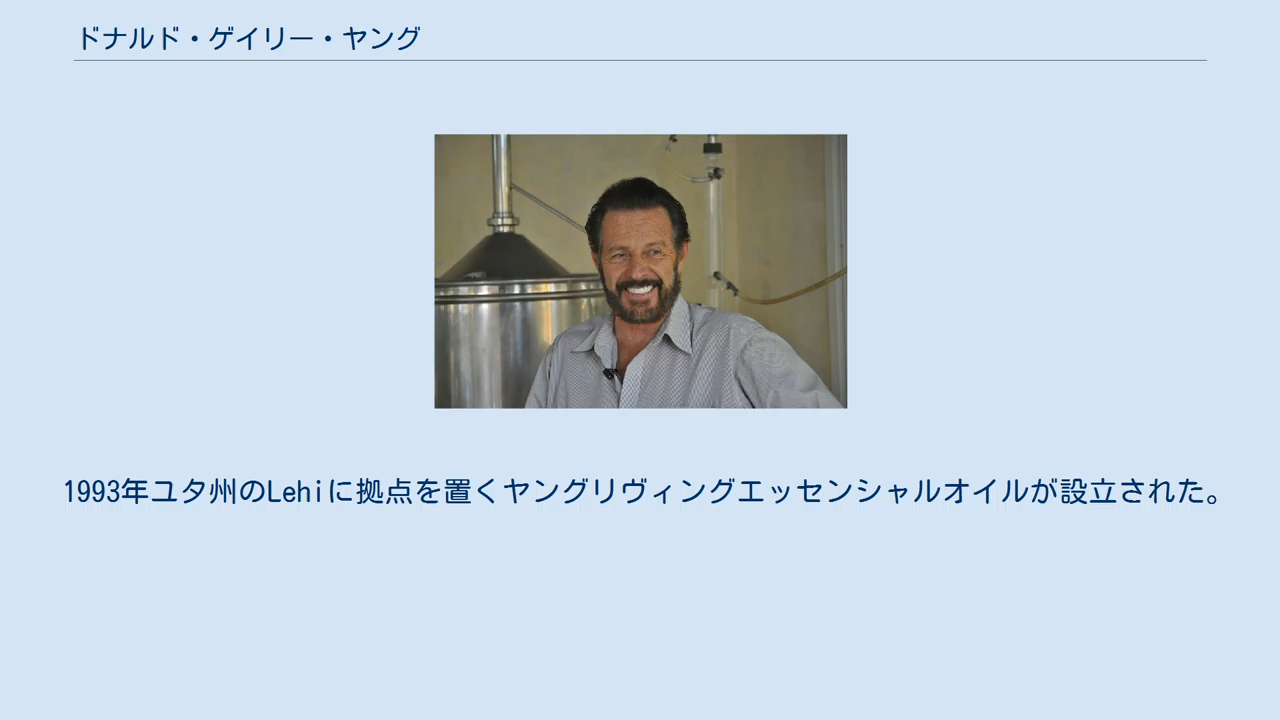 ドナルド・ゲイリー・ヤング
1993年ユタ州のLehiに拠点を置くヤングリヴィングエッセンシャルオイルが設立された。